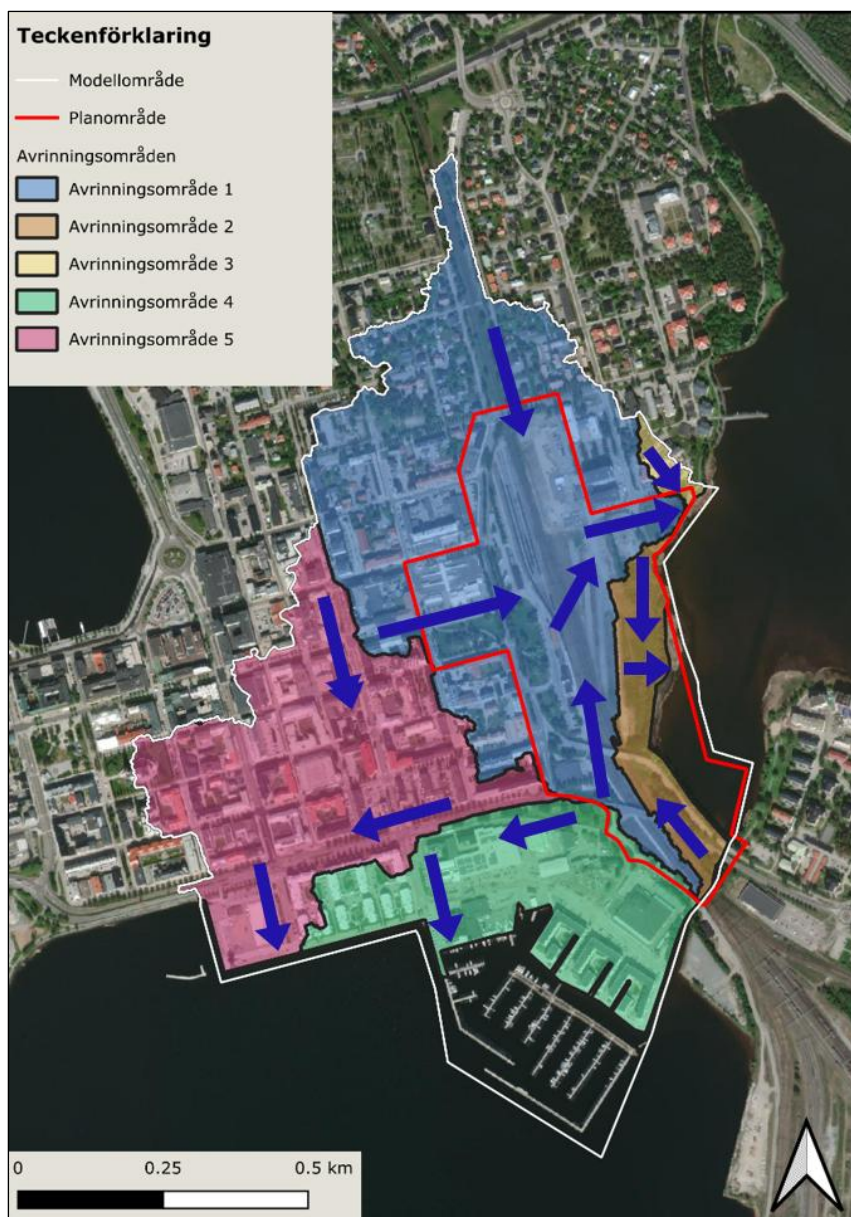 Teckenförklaring
Modellområde
Planområde
Avrinningsområden
Avrinningsområde 1
Avrinningsområde 2
Avrinningsområde 3
Avrinningsområde 4
Avrinningsområde 5
0 0.25 0.5 km